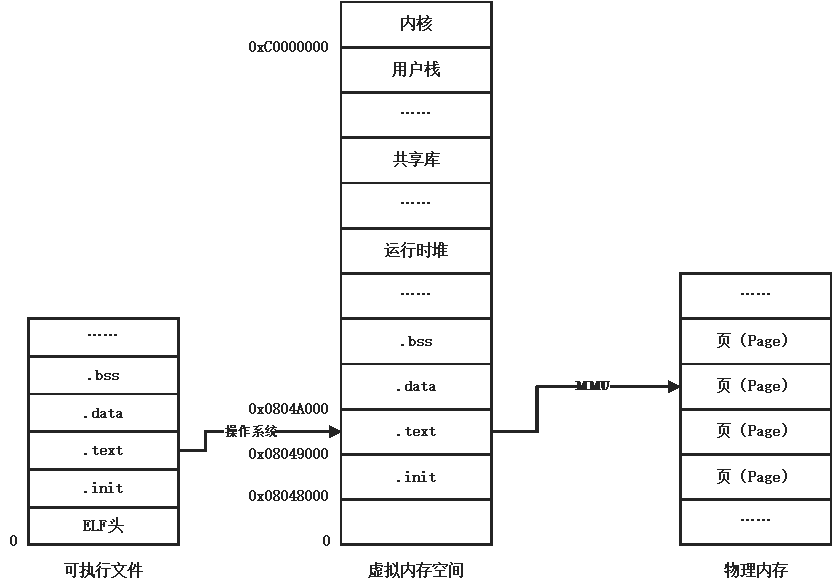 内核
0xC0000000
用户栈
……
共享库
……
运行时堆
……
.bss
.data
0x0804A000
.text
0x08049000
.init
0x08048000
0
虚拟内存空间
……
.bss
.data
.text
.init
ELF头
0
可执行文件
操作系统
MMU
……
页（Page）
页（Page）
页（Page）
页（Page）
……
物理内存